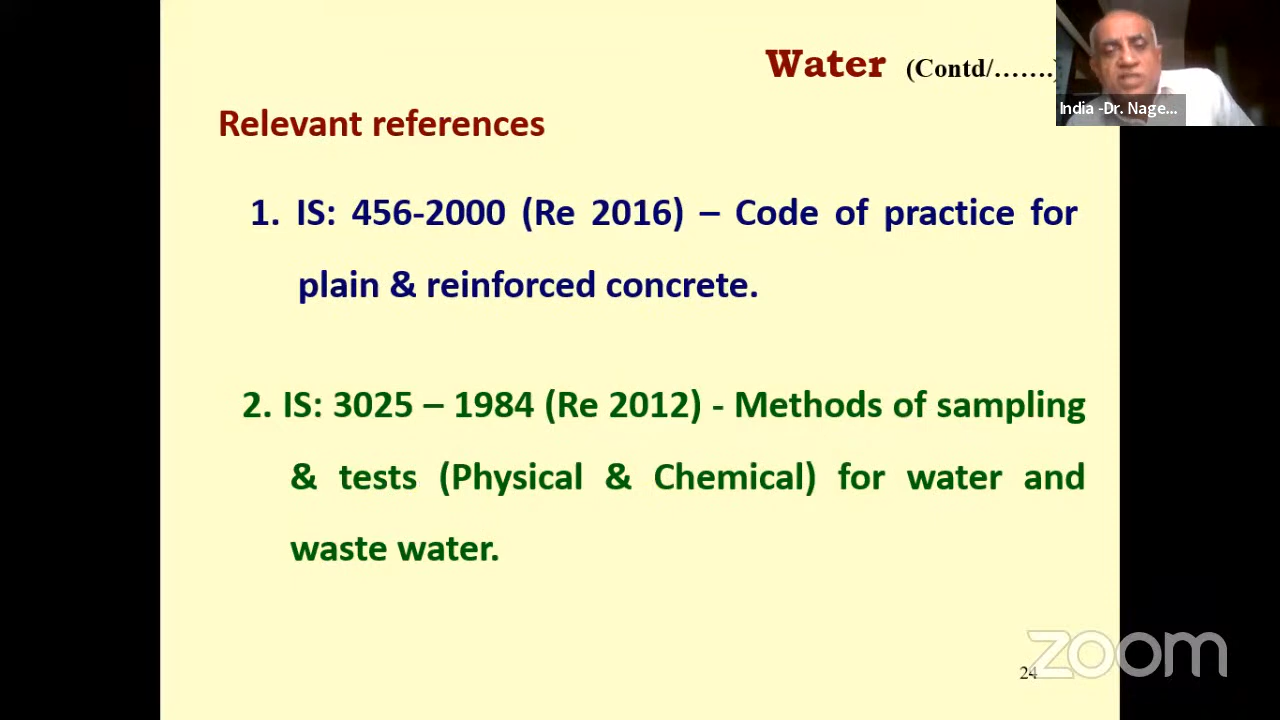 Water (Contd/…….)
India -Dr. Nage...
Relevant references
1. IS: 456-2000 (Re 2016) – Code of practice for
plain & reinforced concrete.
2. IS: 3025 – 1984 (Re 2012) - Methods of sampling
& tests (Physical & Chemical) for water and
waste water.
24
zoom